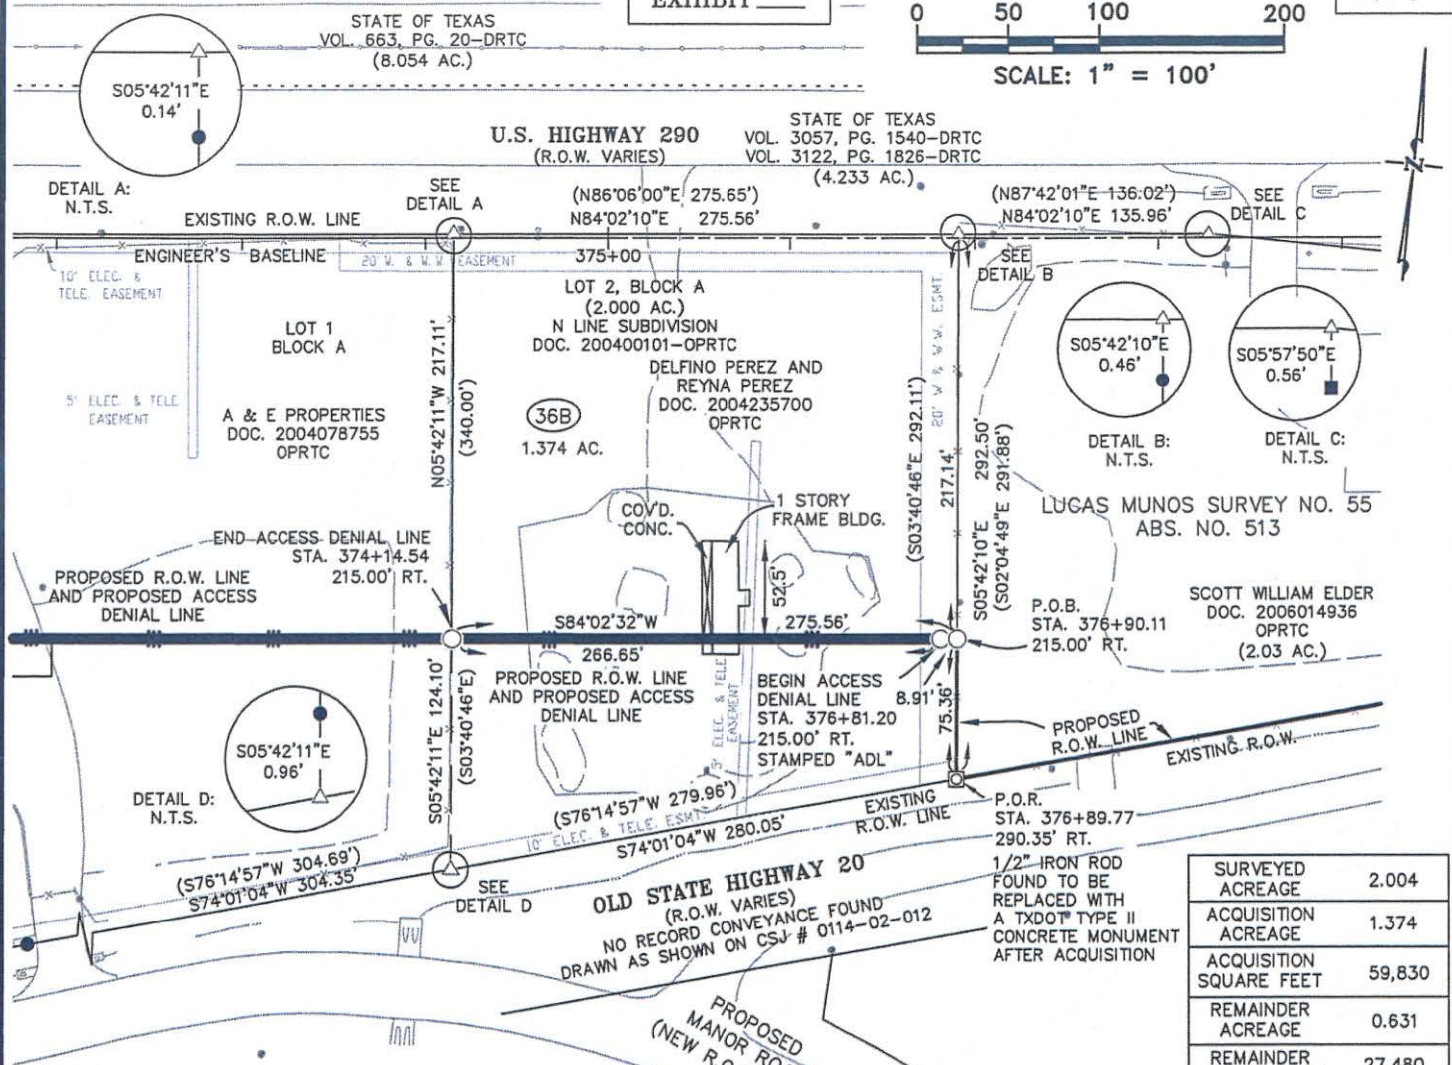 EXHIBIT
STATE OF TEXAS
VOL. 663, PG. 20-DRTC
(8.054 AC.)
0 50 100 200
SCALE: 1" = 100'
S05°42'11"E
0.14'
DETAIL A:
N.T.S.
U.S. HIGHWAY 290
(R.O.W. VARIES)
STATE OF TEXAS
VOL. 3057, PG. 1540-DRTC
VOL. 3122, PG. 1826-DRTC
(4.233 AC.)
N
SEE
DETAIL A
(N86°06'00"E 275.65')
N84°02'10"E 275.56'
(N87°42'01"E 136.02')
N84°02'10"E 135.96'
SEE
DETAIL C
EXISTING R.O.W. LINE
ENGINEER'S BASELINE
20' W. & W.W. EASEMENT
375+00
SEE
DETAIL B
10' ELEC. &
TELE. EASEMENT
LOT 2, BLOCK A
(2.000 AC.)
N LINE SUBDIVISION
DOC. 200400101-OPRTC
LOT 1
BLOCK A
DELFINO PEREZ AND
REYNA PEREZ
DOC. 2004235700
OPRTC
20' W & W.W. ESMT.
S05°42'10"E
0.46'
DETAIL B:
N.T.S.
S05°57'50"E
0.56'
DETAIL C:
N.T.S.
5' ELEC. & TELE
EASEMENT
A & E PROPERTIES
DOC. 2004078755
OPRTC
N05°42'11"W 217.11'
(340.00')
36B
1.374 AC.
(S03°40'46"E 292.11')
217.14'
S05°42'10"E 292.50'
(S02°04'49"E 291.88')
LUCAS MUNOS SURVEY NO. 55
ABS. NO. 513
COV'D.
CONC.
1 STORY
FRAME BLDG.
52.5'
END ACCESS DENIAL LINE
STA. 374+14.54
215.00' RT.
PROPOSED R.O.W. LINE
AND PROPOSED ACCESS
DENIAL LINE
SCOTT WILLIAM ELDER
DOC. 2006014936
OPRTC
(2.03 AC.)
P.O.B.
STA. 376+90.11
215.00' RT.
S84°02'32"W 275.56'
266.65'
PROPOSED R.O.W. LINE
AND PROPOSED ACCESS
DENIAL LINE
5' ELEC. & TELE
EASEMENT
BEGIN ACCESS
DENIAL LINE
STA. 376+81.20
215.00' RT.
STAMPED "ADL"
8.91'
75.36'
PROPOSED
R.O.W. LINE
EXISTING R.O.W.
S05°42'11"E 124.10'
(S03°40'46"E)
S05°42'11"E
0.96'
DETAIL D:
N.T.S.
(S76°14'57"W 279.96')
10' ELEC. & TELE. ESMT.
S74°01'04"W 280.05'
EXISTING
R.O.W. LINE
P.O.R.
STA. 376+89.77
290.35' RT.
1/2" IRON ROD
FOUND TO BE
REPLACED WITH
A TXDOT TYPE II
CONCRETE MONUMENT
AFTER ACQUISITION
(S76°14'57"W 304.69')
S74°01'04"W 304.35'
SEE
DETAIL D
OLD STATE HIGHWAY 20
(R.O.W. VARIES)
NO RECORD CONVEYANCE FOUND
DRAWN AS SHOWN ON CSJ # 0114-02-012
PROPOSED
MANOR RO
(NEW R.O
SURVEYED
ACREAGE 2.004
ACQUISITION
ACREAGE 1.374
ACQUISITION
SQUARE FEET 59,830
REMAINDER
ACREAGE 0.631
REMAINDER
27,480